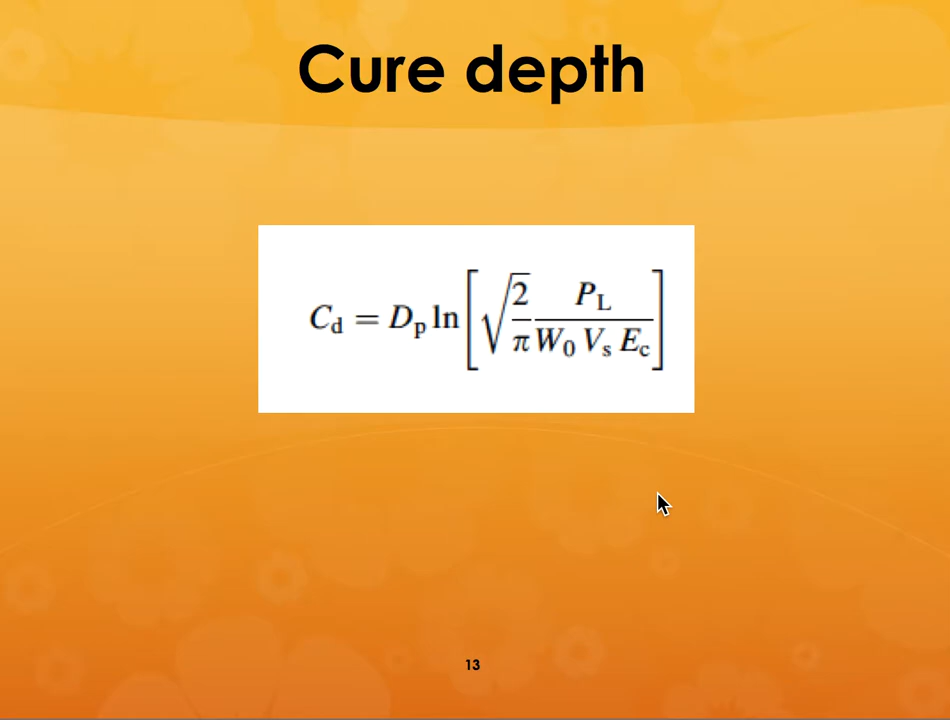 Cure depth
C_d = D_p ln [ √(2/π) P_L / (W_0 V_s E_c) ]
13